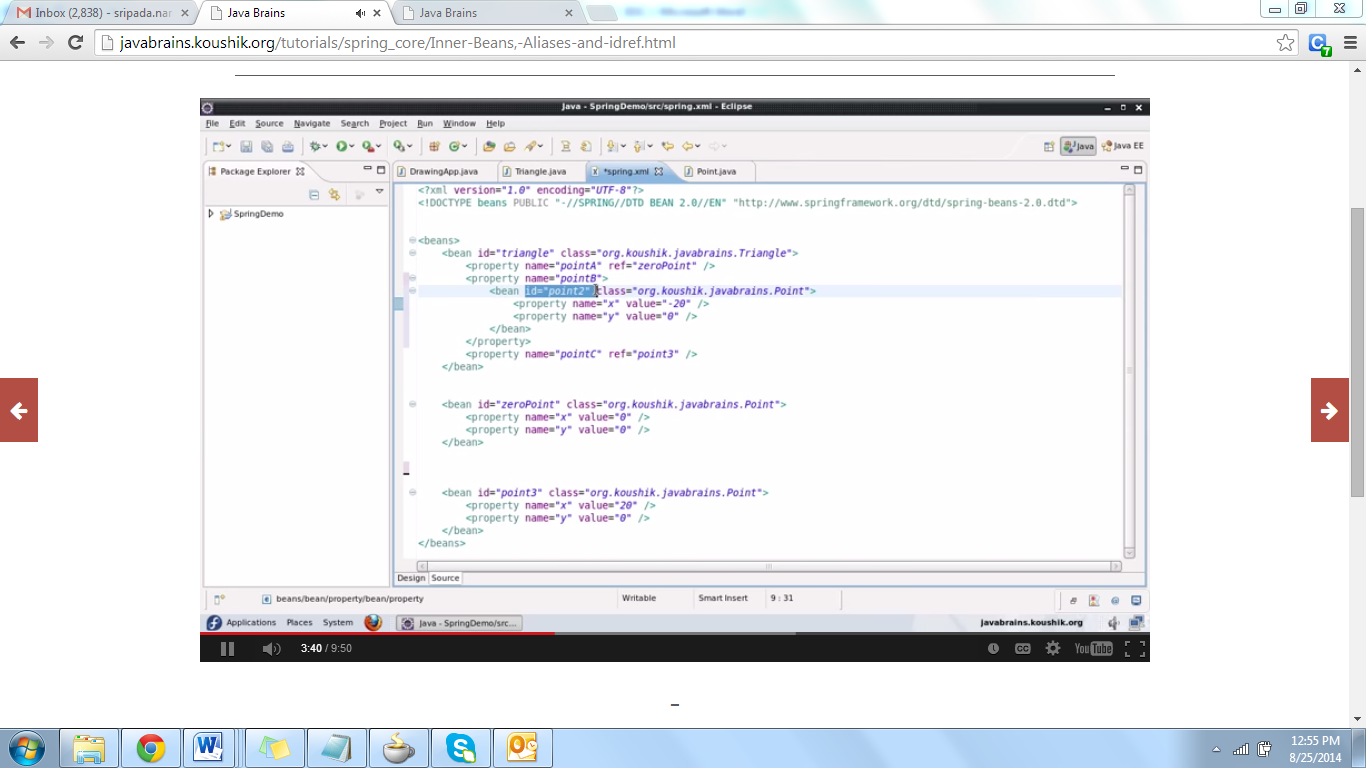 Inbox (2,838) - sripada.nar
Java Brains
Java Brains
javabrains.koushik.org/tutorials/spring_core/Inner-Beans,-Aliases-and-idref.html
Java - SpringDemo/src/spring.xml - Eclipse
File Edit Source Navigate Search Project Run Window Help
Java Java EE
Package Explorer
DrawingApp.java Triangle.java *spring.xml Point.java
SpringDemo
<?xml version="1.0" encoding="UTF-8"?>
<!DOCTYPE beans PUBLIC "-//SPRING//DTD BEAN 2.0//EN" "http://www.springframework.org/dtd/spring-beans-2.0.dtd">
<beans>
<bean id="triangle" class="org.koushik.javabrains.Triangle">
<property name="pointA" ref="zeroPoint" />
<property name="pointB">
<bean id="point2" class="org.koushik.javabrains.Point">
<property name="x" value="-20" />
<property name="y" value="0" />
</bean>
</property>
<property name="pointC" ref="point3" />
</bean>
<bean id="zeroPoint" class="org.koushik.javabrains.Point">
<property name="x" value="0" />
<property name="y" value="0" />
</bean>
<bean id="point3" class="org.koushik.javabrains.Point">
<property name="x" value="20" />
<property name="y" value="0" />
</bean>
</beans>
Design Source
beans/bean/property/bean/property Writable Smart Insert 9 : 31
Applications Places System Java - SpringDemo/src... javabrains.koushik.org
3:40 / 9:50 CC YouTube
12:55 PM
8/25/2014